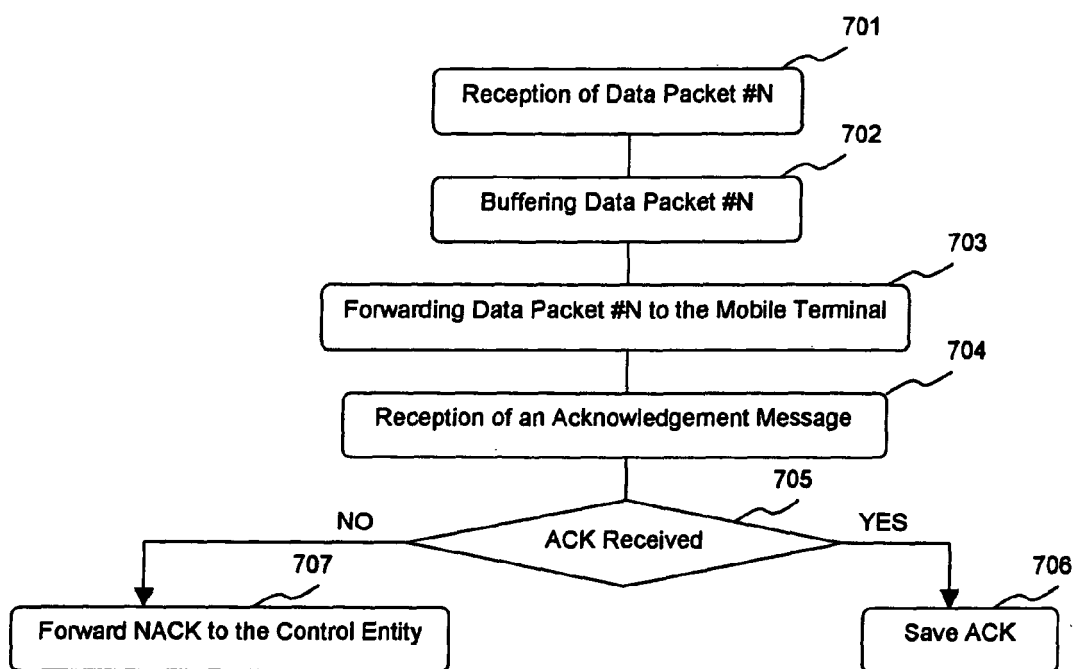 701
Reception of Data Packet #N
702
Buffering Data Packet #N
703
Forwarding Data Packet #N to the Mobile Terminal
704
Reception of an Acknowledgement Message
705
NO
ACK Received
YES
707
706
Forward NACK to the Control Entity
Save ACK